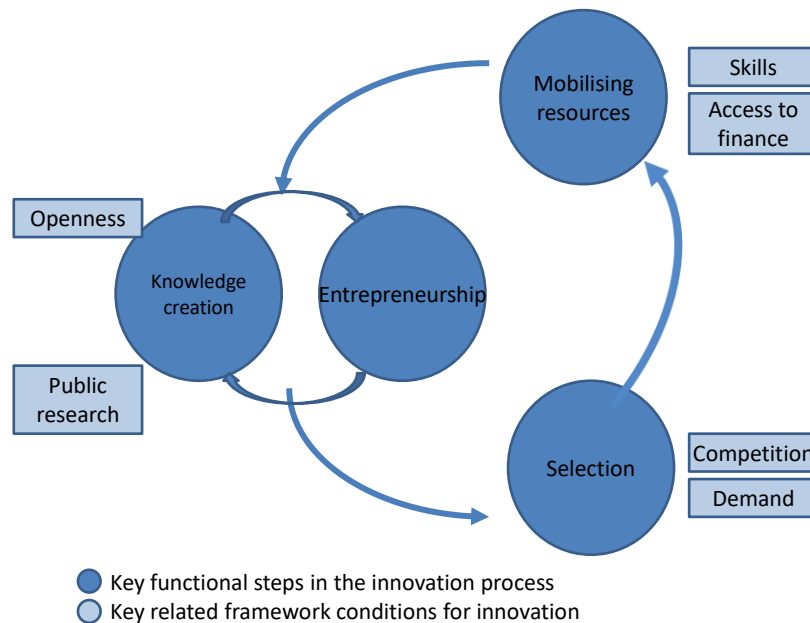 Mobilising
resources
Skills
Access to
finance
Openness
Knowledge
creation
Entrepreneurship
Public
research
Selection
Competition
Demand
Key functional steps in the innovation process
Key related framework conditions for innovation